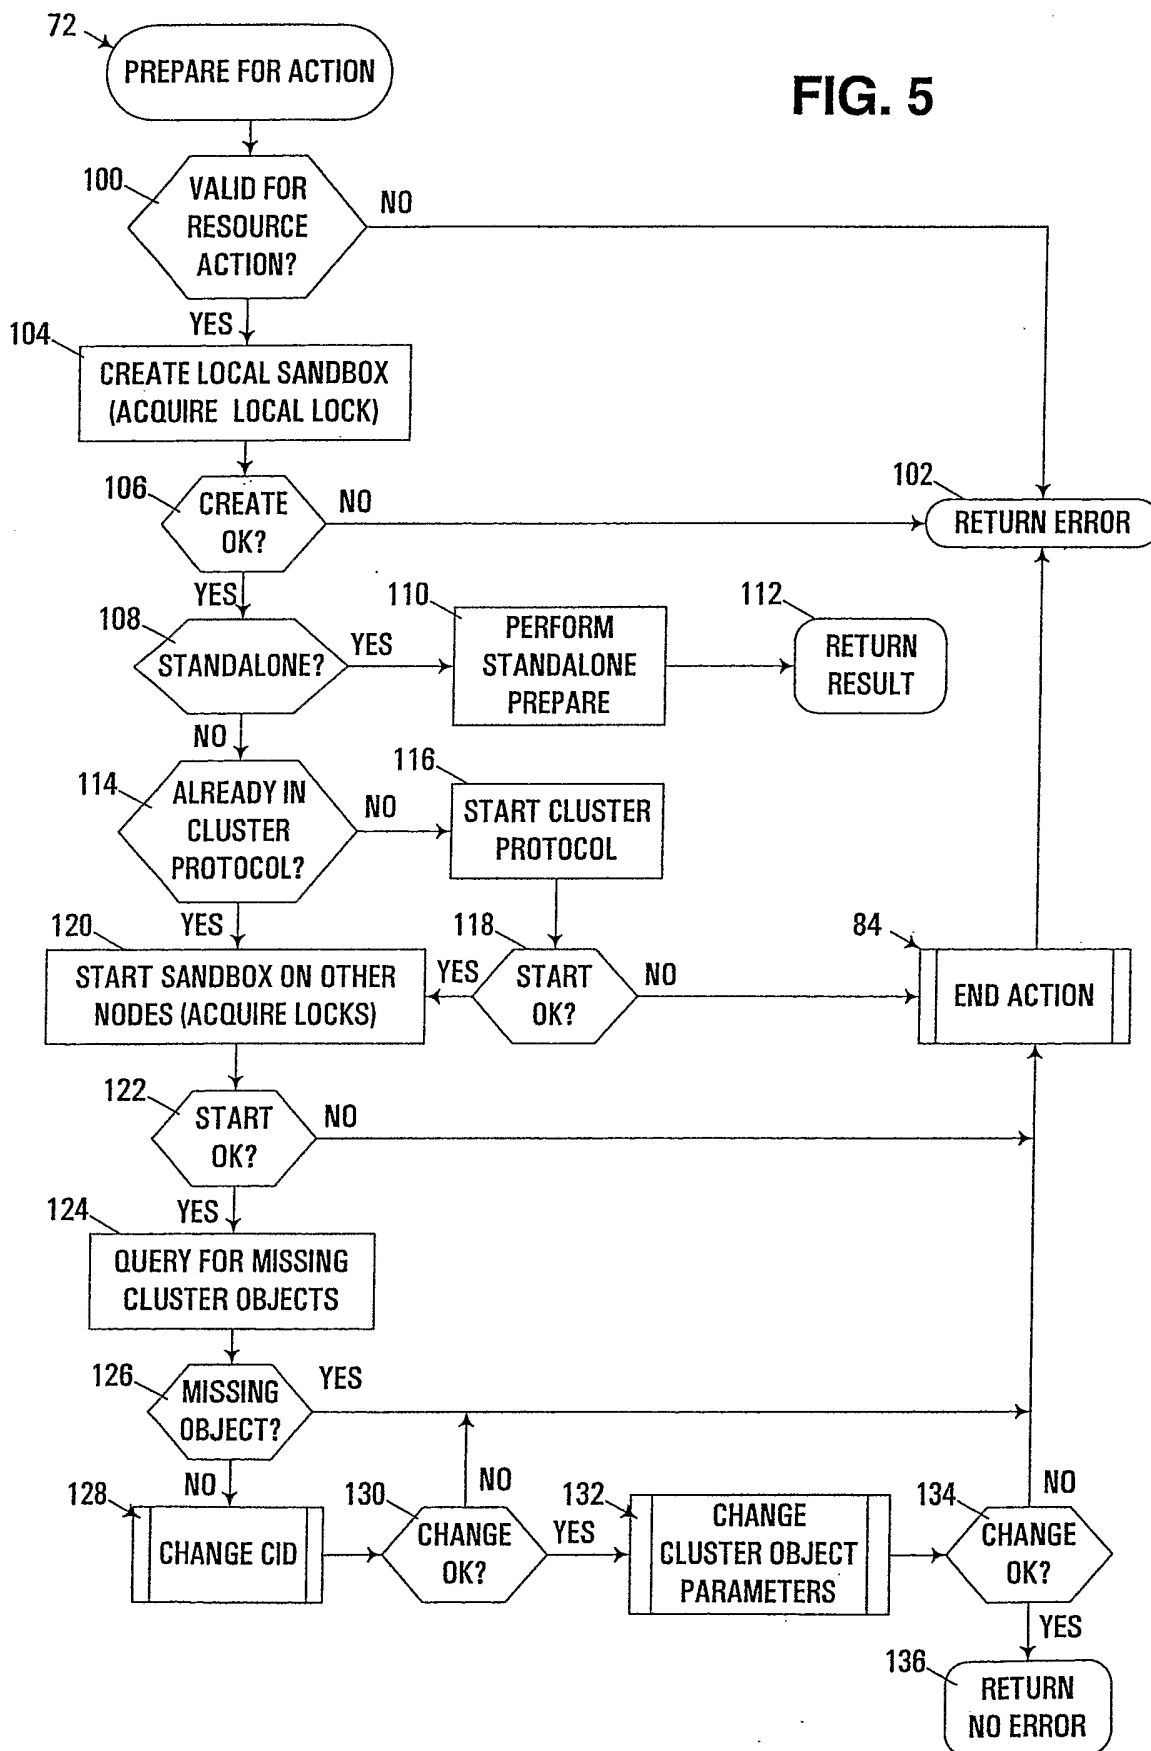 72
PREPARE FOR ACTION
FIG. 5
100
VALID FOR
RESOURCE
ACTION?
NO
YES
104
CREATE LOCAL SANDBOX
(ACQUIRE LOCAL LOCK)
106
CREATE
OK?
NO
102
RETURN ERROR
YES
108
STANDALONE?
YES
110
PERFORM
STANDALONE
PREPARE
112
RETURN
RESULT
NO
114
ALREADY IN
CLUSTER
PROTOCOL?
NO
116
START CLUSTER
PROTOCOL
YES
120
START SANDBOX ON OTHER
NODES (ACQUIRE LOCKS)
YES
118
START
OK?
NO
84
END ACTION
122
START
OK?
NO
YES
124
QUERY FOR MISSING
CLUSTER OBJECTS
126
MISSING
OBJECT?
YES
NO
128
CHANGE CID
130
CHANGE
OK?
NO
YES
132
CHANGE
CLUSTER OBJECT
PARAMETERS
134
CHANGE
OK?
NO
YES
136
RETURN
NO ERROR